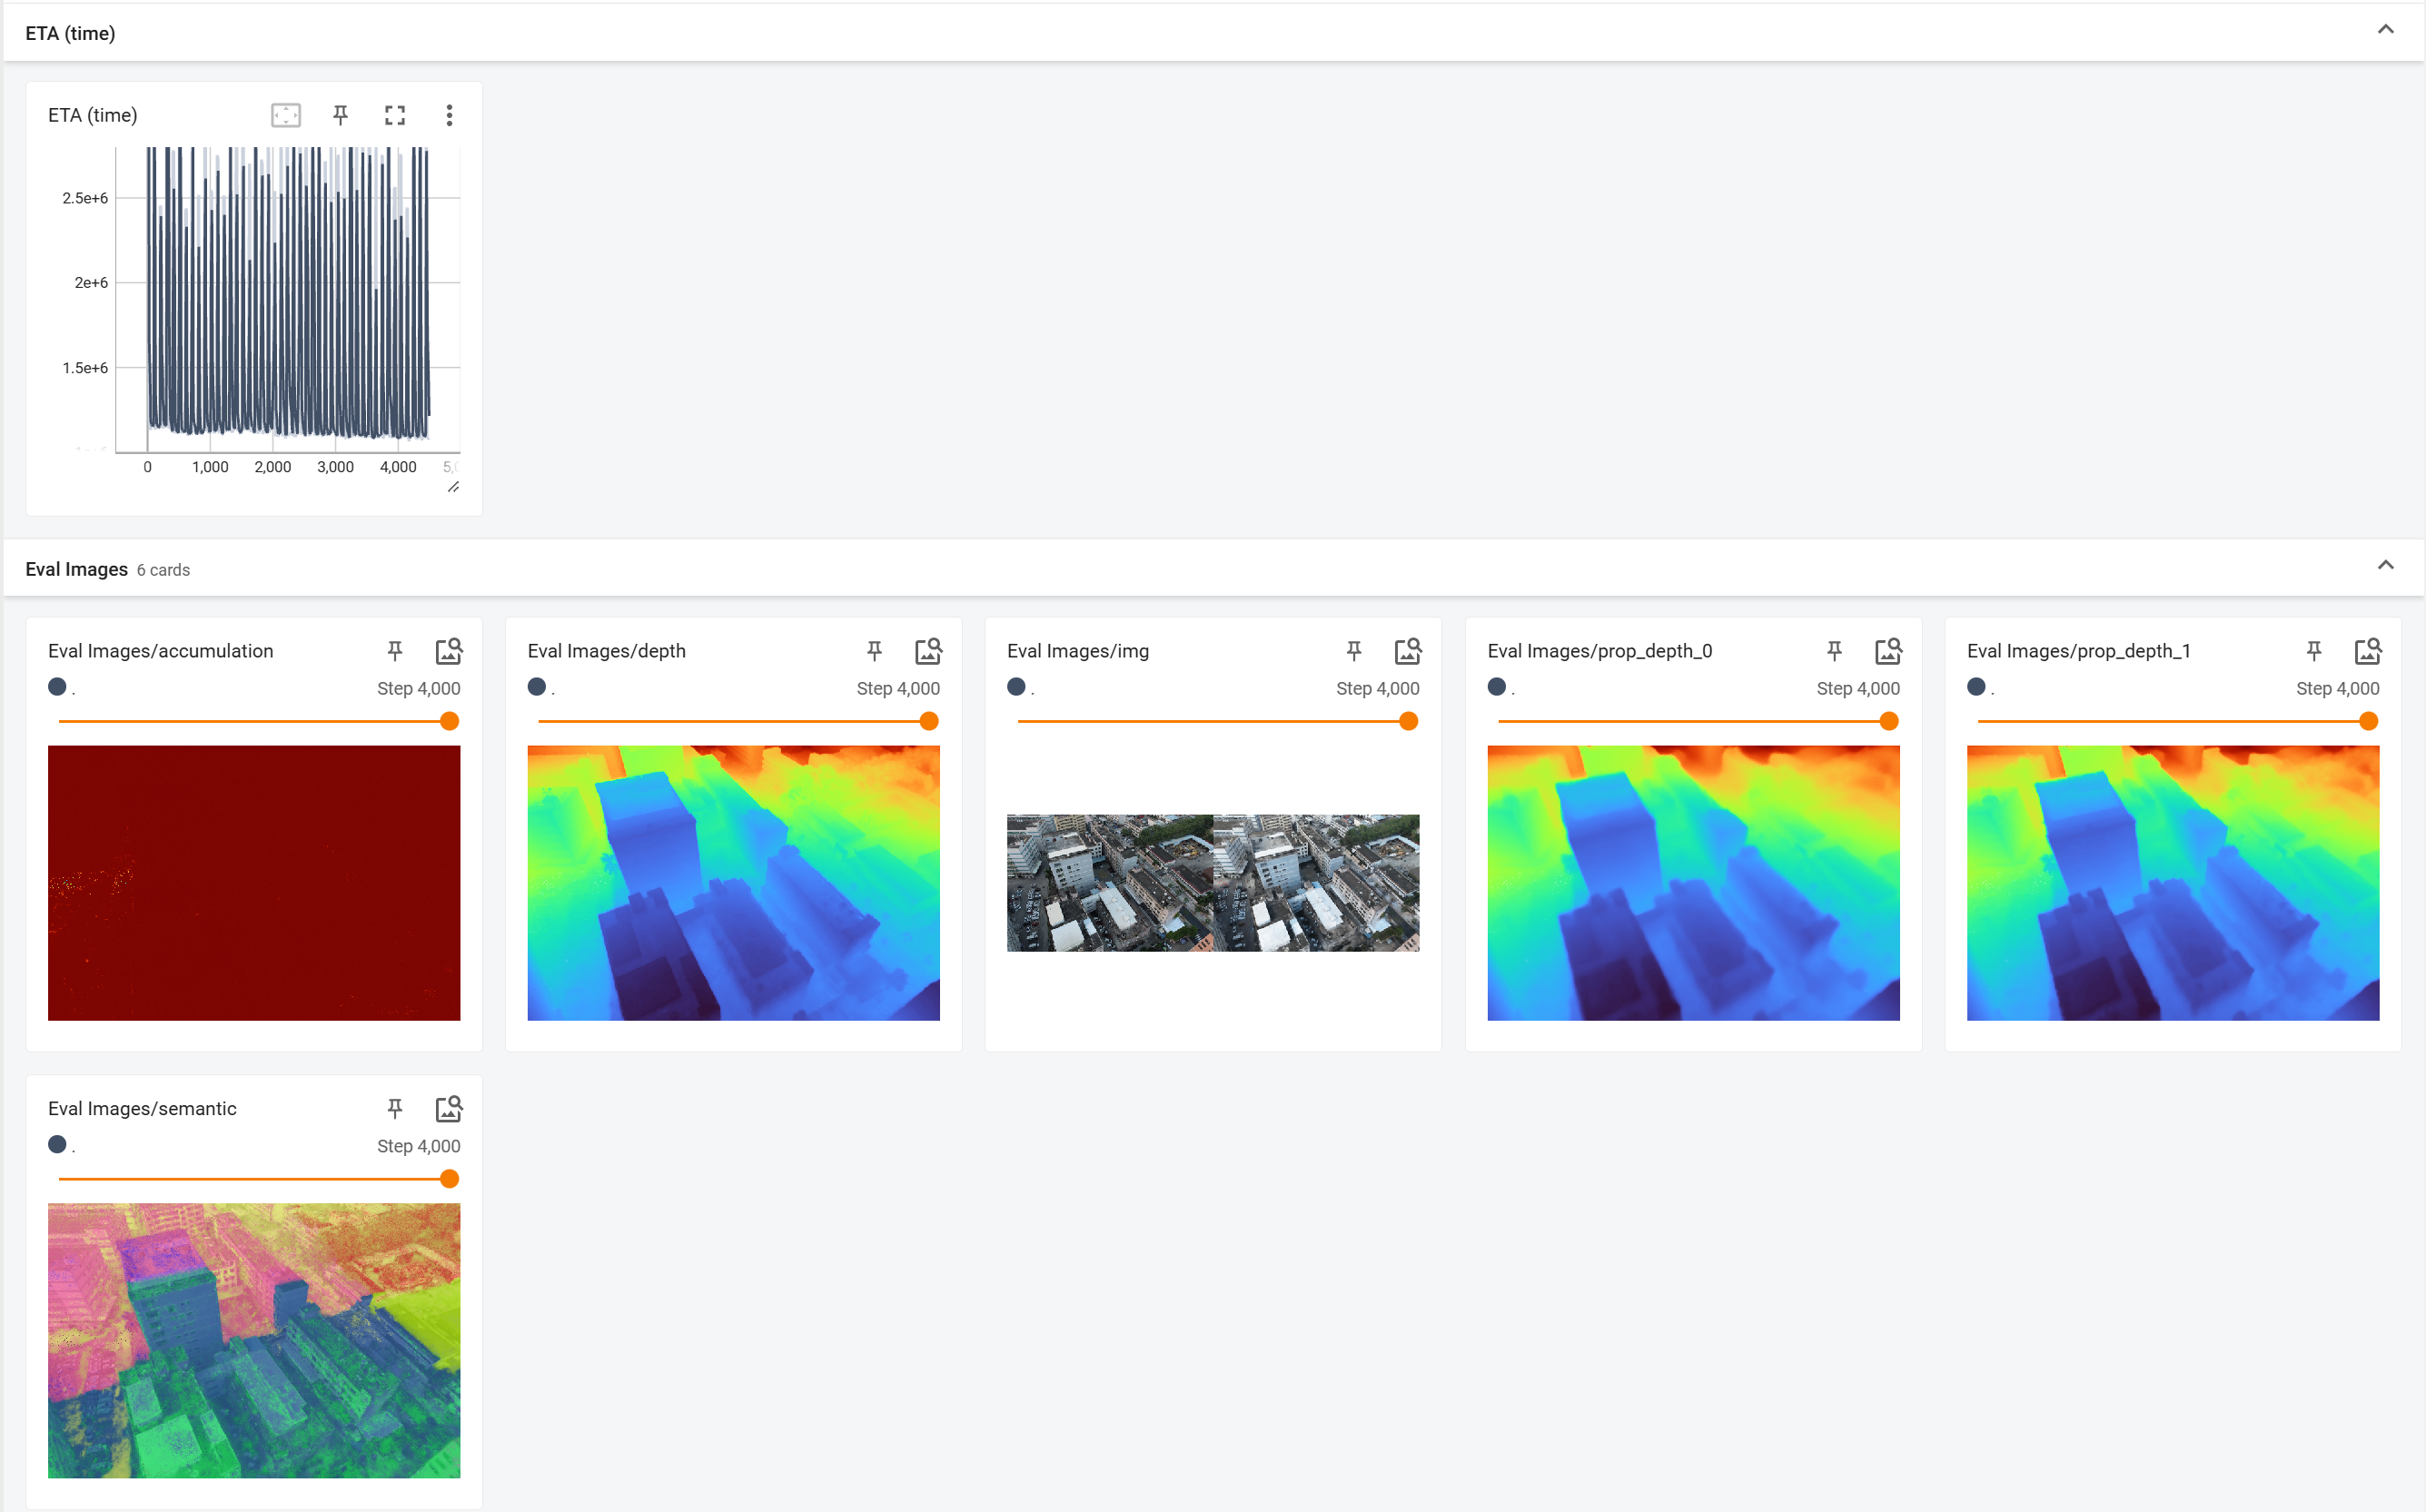 ETA (time)
ETA (time)
2.5e+6
2e+6
1.5e+6
0 1,000 2,000 3,000 4,000
Eval Images 6 cards
Eval Images/accumulation
. Step 4,000
Eval Images/depth
. Step 4,000
Eval Images/img
. Step 4,000
Eval Images/prop_depth_0
. Step 4,000
Eval Images/prop_depth_1
. Step 4,000
Eval Images/semantic
. Step 4,000